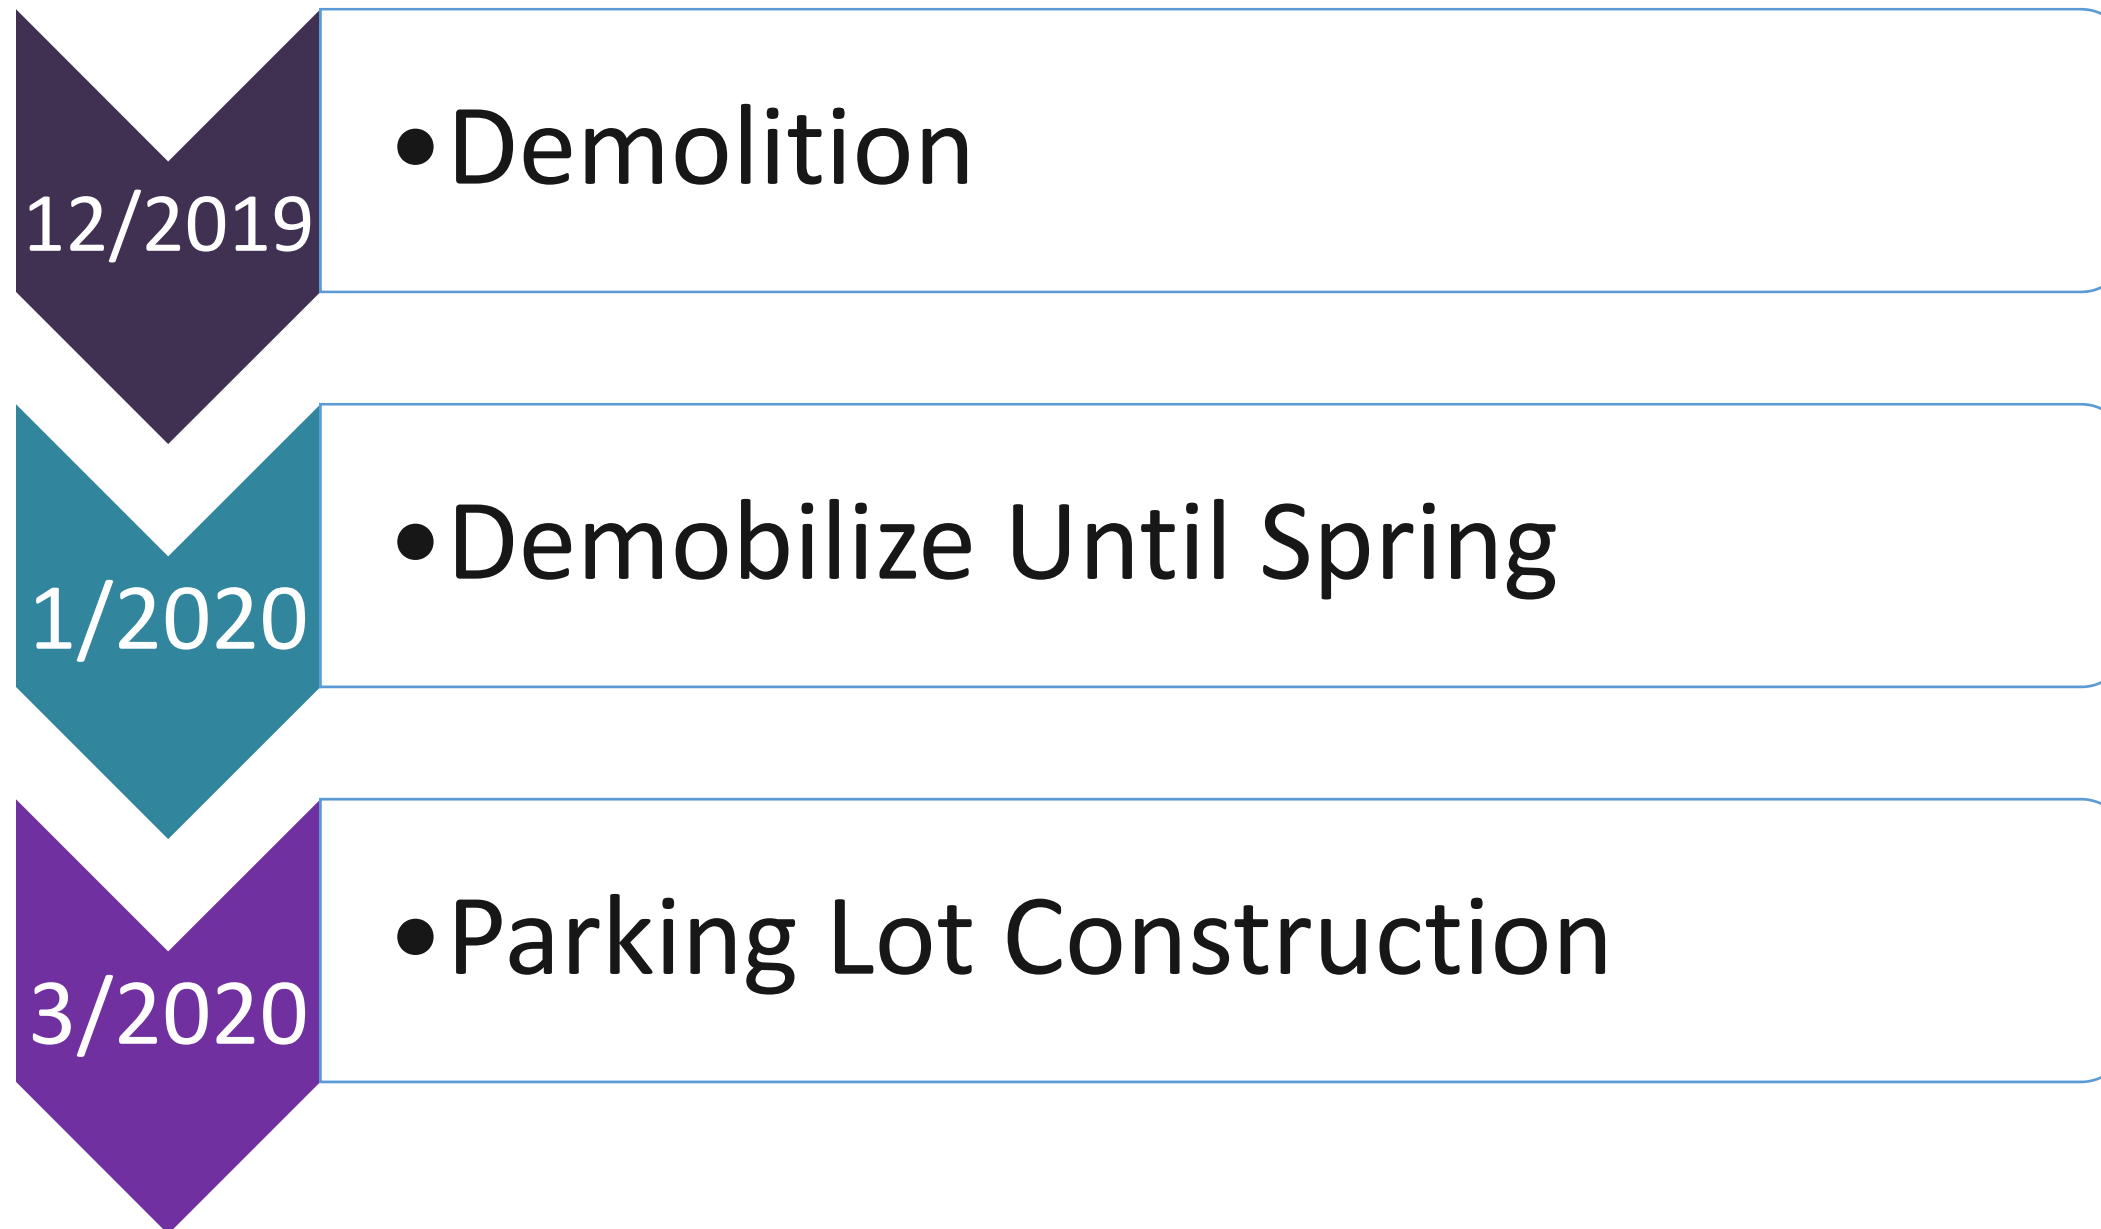 12/2019
•Demolition
1/2020
•Demobilize Until Spring
3/2020
•Parking Lot Construction